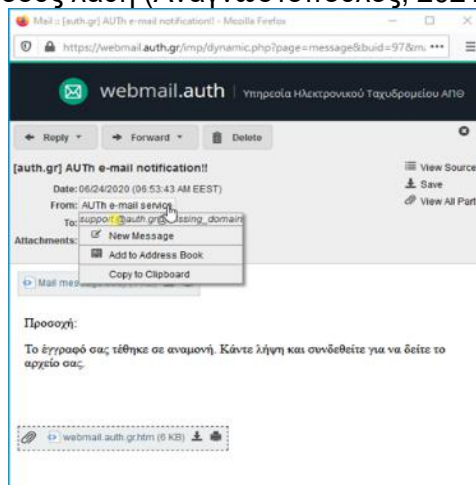 Mail :: [auth.gr] AUTh e-mail notification!! - Mozilla Firefox
https://webmail.auth.gr/imp/dynamic.php?page=message&buid=97&m.
webmail.auth | Υπηρεσία Ηλεκτρονικού Ταχυδρομείου ΑΠΘ
Reply Forward Delete
[auth.gr] AUTh e-mail notification!!
View Source
Date: 06/24/2020 (06:53:43 AM EEST)
Save
From: AUTh e-mail service
View All Part
To: support@auth.gr
New Message
Attachments:
Add to Address Book
Copy to Clipboard
Προσοχή:
Το έγγραφό σας τέθηκε σε αναμονή. Κάντε λήψη και συνδεθείτε για να δείτε το
αρχείο σας.
webmail.auth.gr.htm (6 KB)